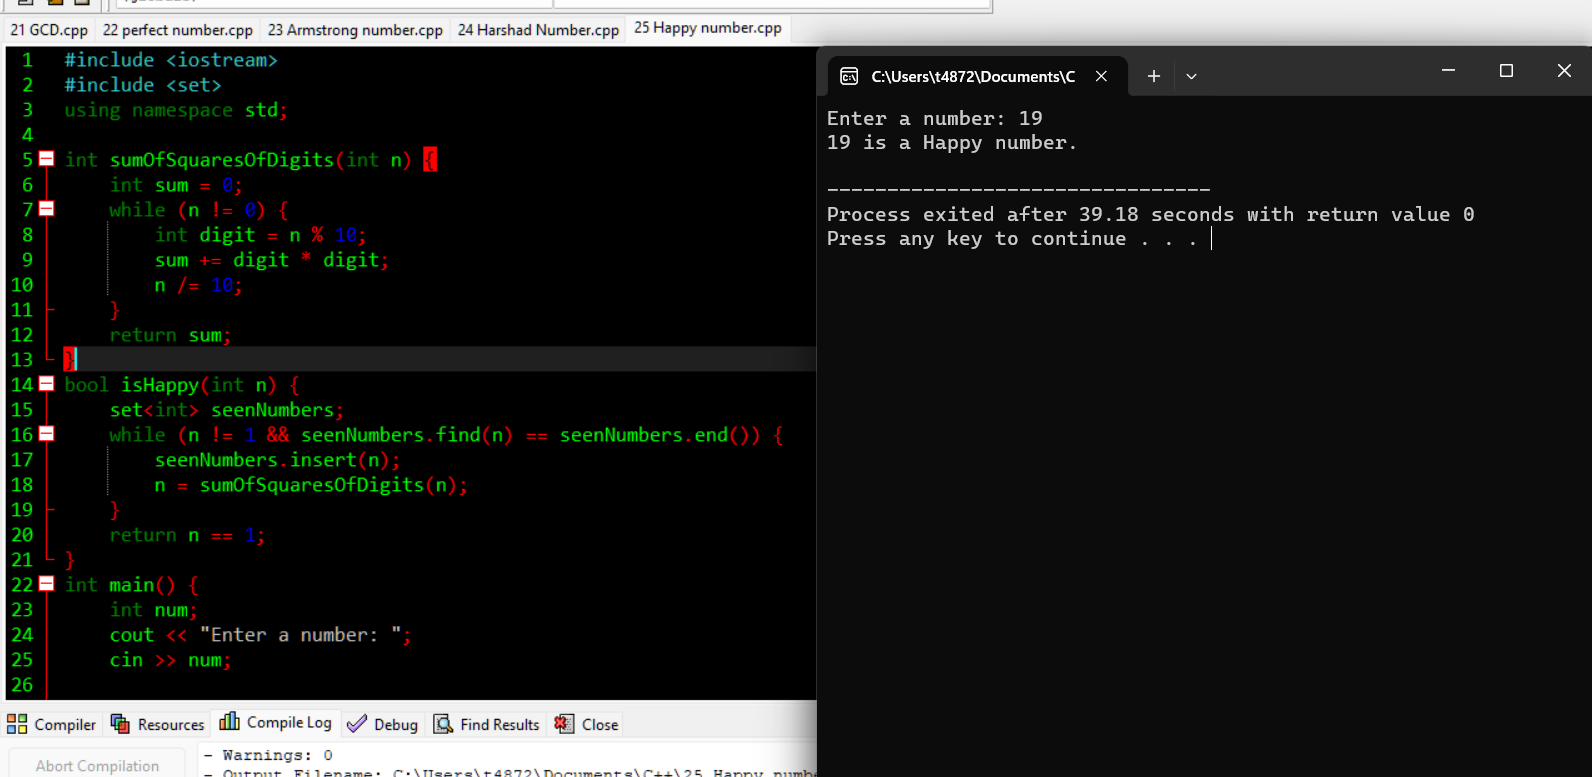 21 GCD.cpp 22 perfect number.cpp 23 Armstrong number.cpp 24 Harshad Number.cpp 25 Happy number.cpp
1 #include <iostream>
2 #include <set>
3 using namespace std;
4
5 int sumOfSquaresOfDigits(int n) {
6 int sum = 0;
7 while (n != 0) {
8 int digit = n % 10;
9 sum += digit * digit;
10 n /= 10;
11 }
12 return sum;
13 }
14 bool isHappy(int n) {
15 set<int> seenNumbers;
16 while (n != 1 && seenNumbers.find(n) == seenNumbers.end()) {
17 seenNumbers.insert(n);
18 n = sumOfSquaresOfDigits(n);
19 }
20 return n == 1;
21 }
22 int main() {
23 int num;
24 cout << "Enter a number: ";
25 cin >> num;
26
Compiler Resources Compile Log Debug Find Results Close
Abort Compilation
- Warnings: 0
- Output Filename: C:\Users\t4872\Documents\C++\25 Happy numbe
C:\Users\t4872\Documents\C
Enter a number: 19
19 is a Happy number.
--------------------------------
Process exited after 39.18 seconds with return value 0
Press any key to continue . . .